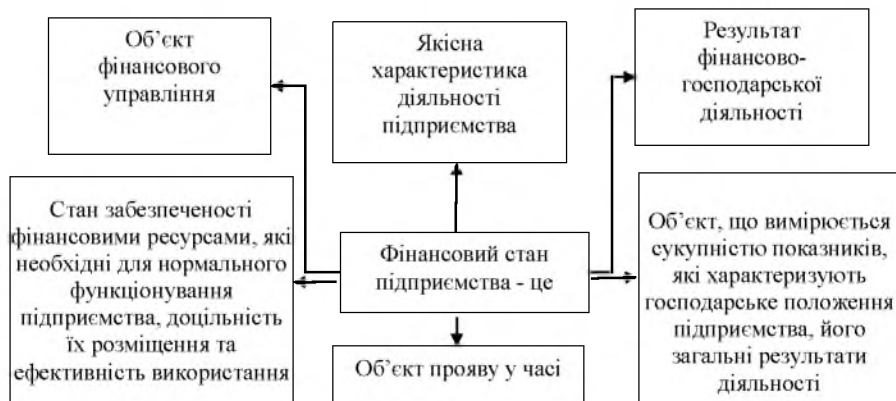 Об’єкт
фінансового
управління
Якісна
характеристика
діяльності
підприємства
Результат
фінансово-
господарської
діяльності
Стан забезпеченості
фінансовими ресурсами, які
необхідні для нормального
функціонування
підприємства, доцільність
їх розміщення та
ефективність використання
Фінансовий стан
підприємства - це
Об’єкт, що вимірюється
сукупністю показників,
які характеризують
господарське положення
підприємства, його
загальні результати
діяльності
Об’єкт прояву у часі